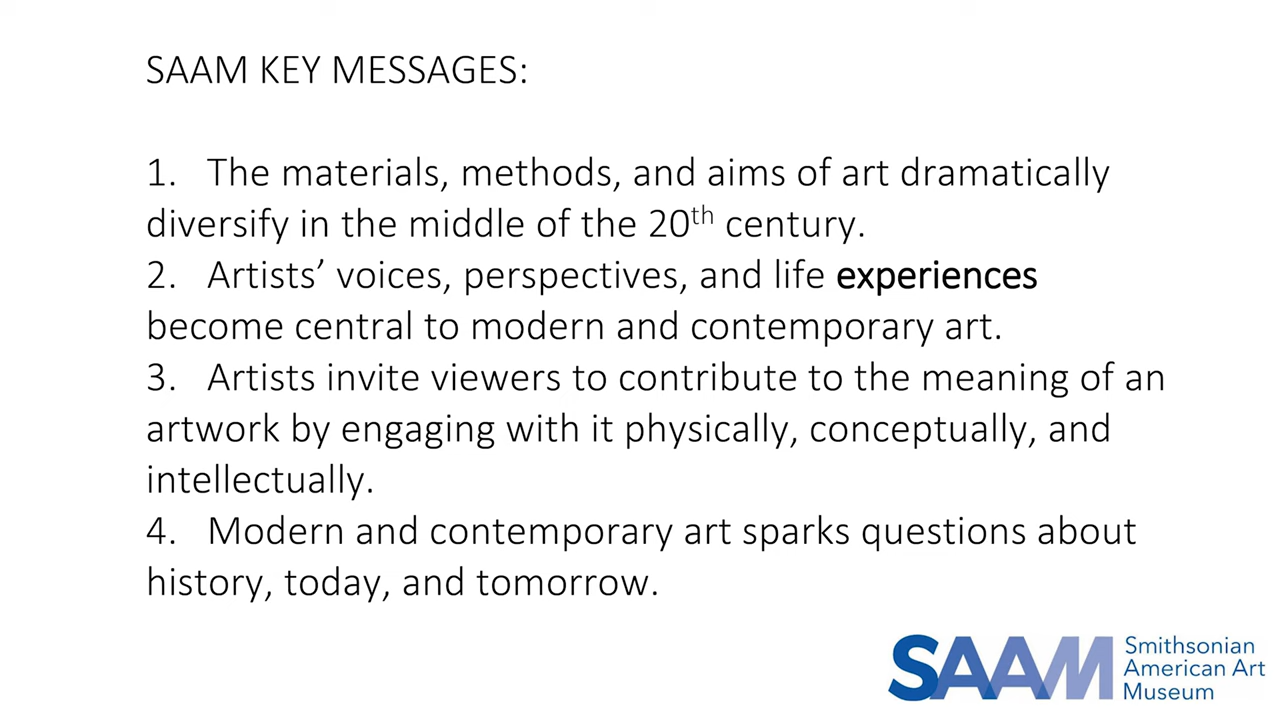 SAAM KEY MESSAGES:
1. The materials, methods, and aims of art dramatically
diversify in the middle of the 20th century.
2. Artists’ voices, perspectives, and life experiences
become central to modern and contemporary art.
3. Artists invite viewers to contribute to the meaning of an
artwork by engaging with it physically, conceptually, and
intellectually.
4. Modern and contemporary art sparks questions about
history, today, and tomorrow.
SAAM
Smithsonian
American Art
Museum